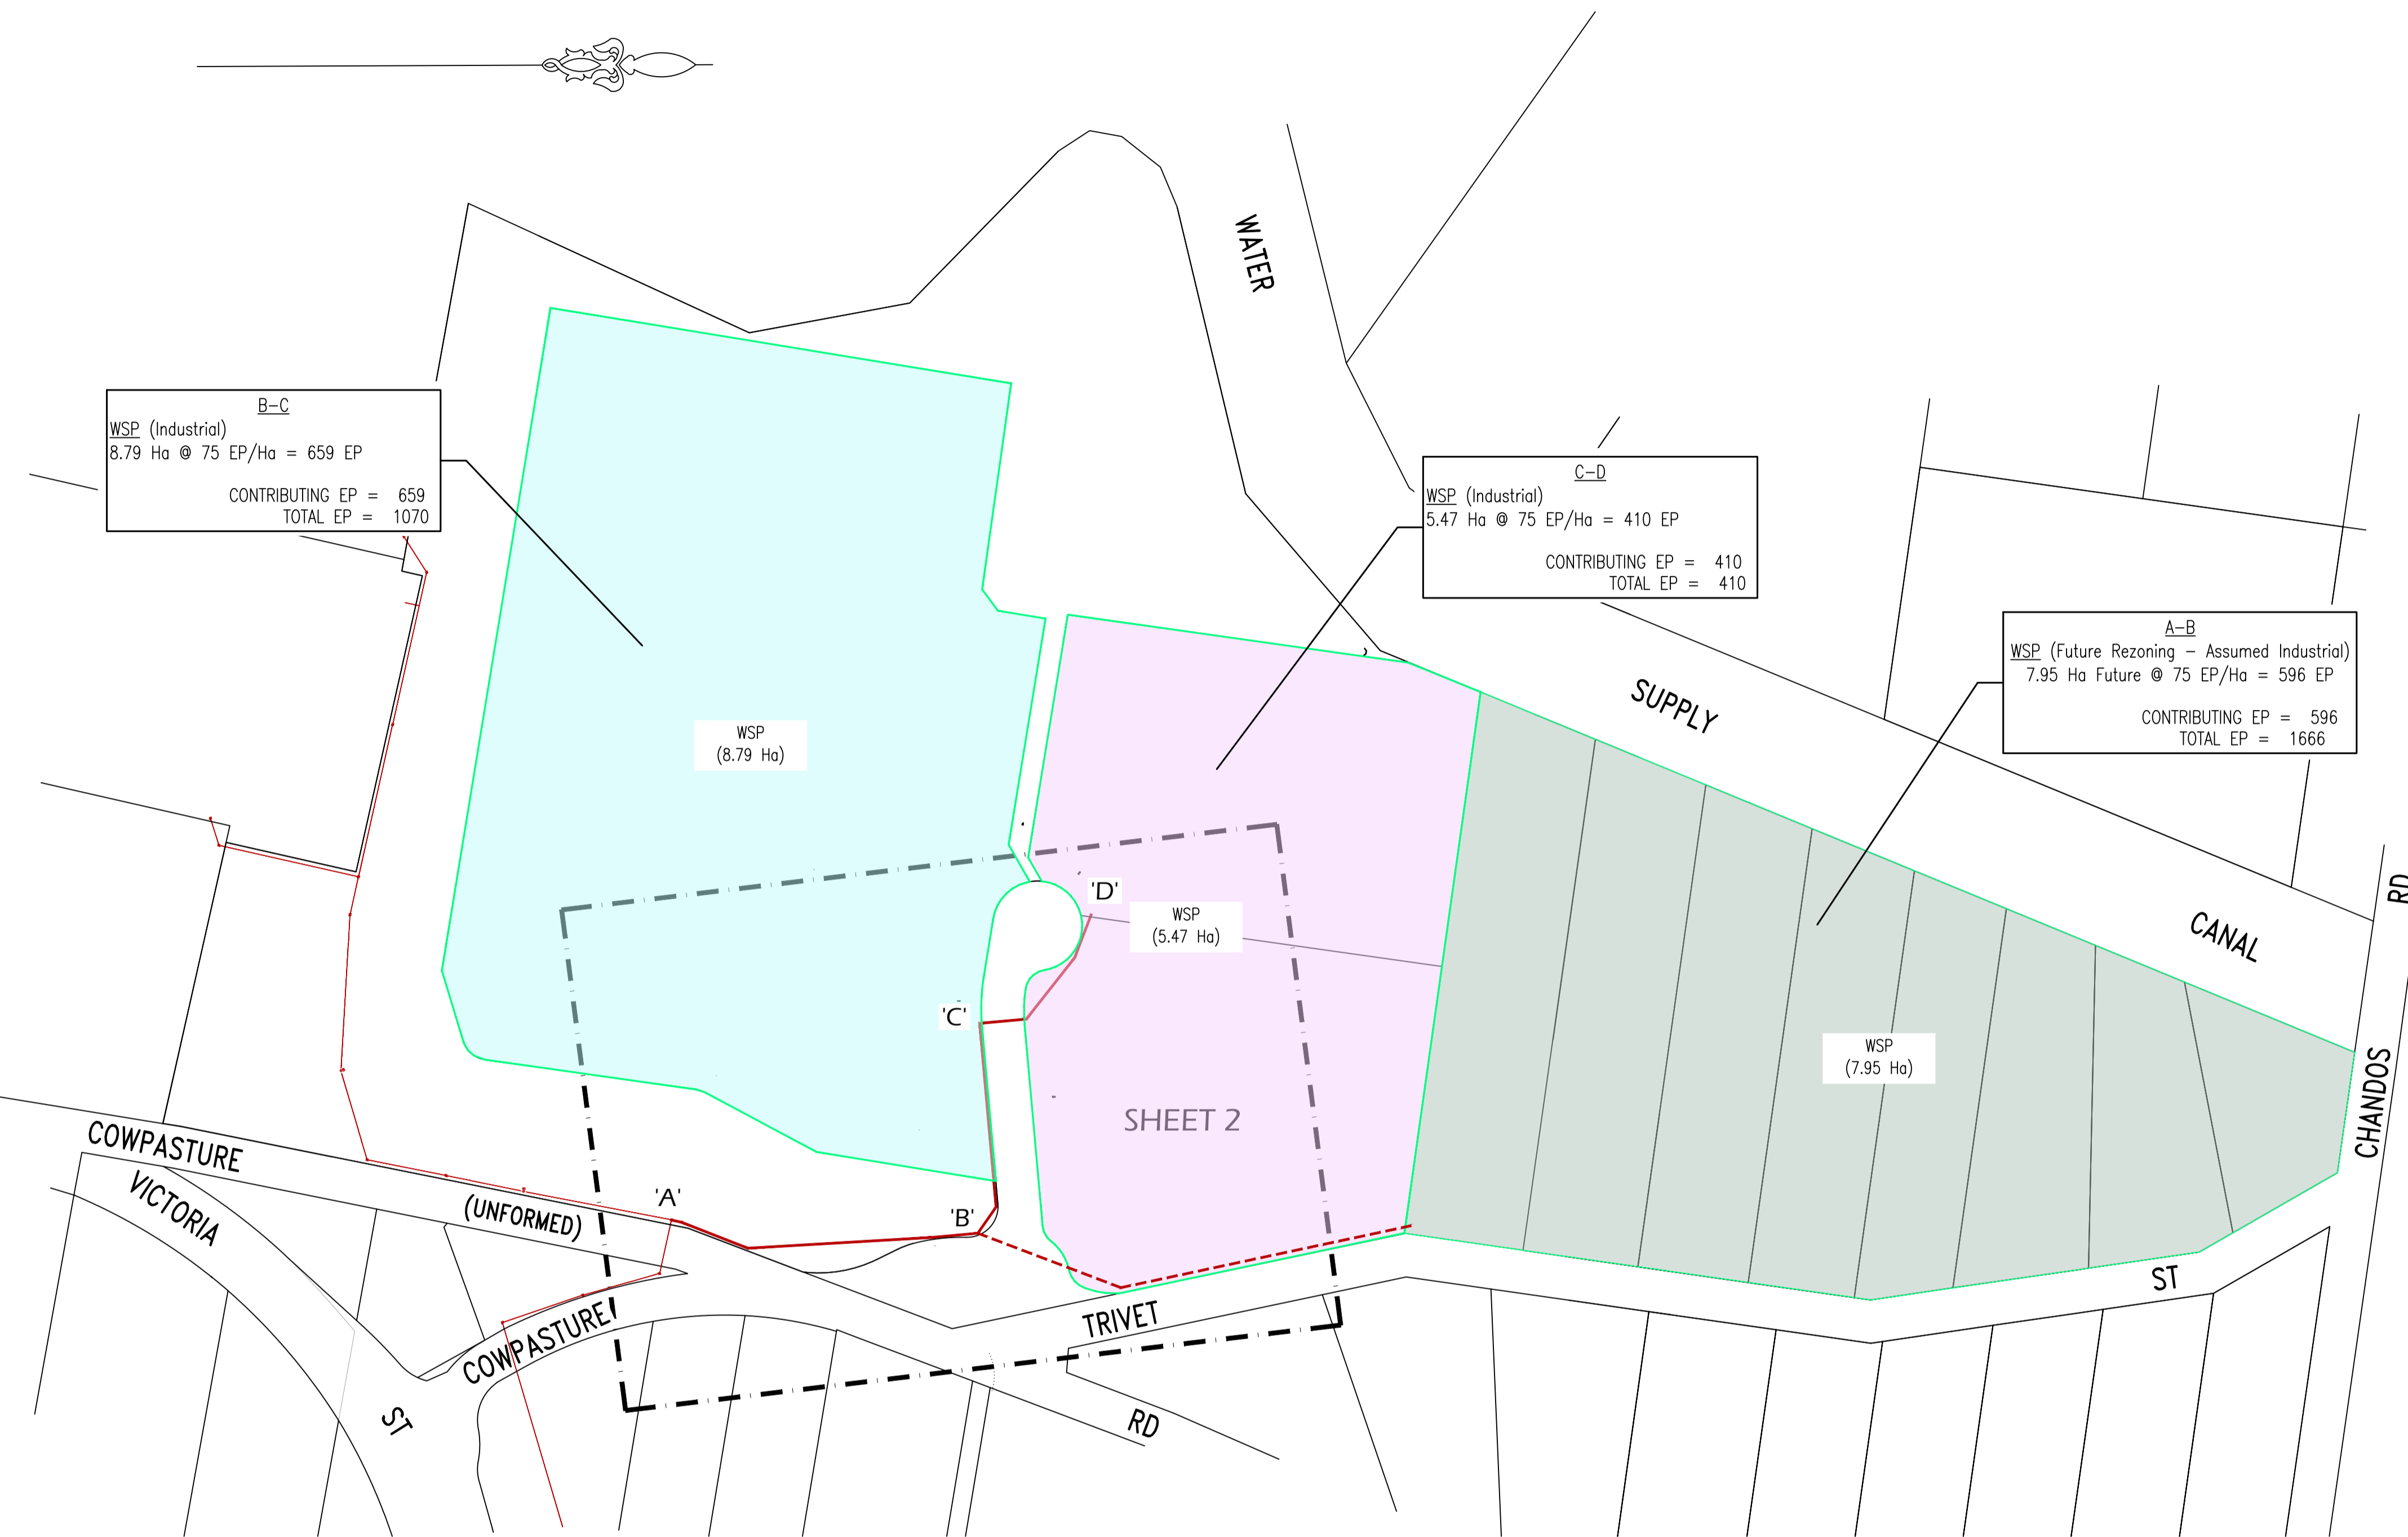 WATER
B-C
WSP (Industrial)
8.79 Ha @ 75 EP/Ha = 659 EP
CONTRIBUTING EP = 659
TOTAL EP = 1070
C-D
WSP (Industrial)
5.47 Ha @ 75 EP/Ha = 410 EP
CONTRIBUTING EP = 410
TOTAL EP = 410
A-B
WSP (Future Rezoning - Assumed Industrial)
7.95 Ha Future @ 75 EP/Ha = 596 EP
CONTRIBUTING EP = 596
TOTAL EP = 1666
SUPPLY
WSP
(8.79 Ha)
RD
'D'
WSP
(5.47 Ha)
CANAL
'C'
WSP
(7.95 Ha)
CHANDOS
SHEET 2
COWPASTURE
VICTORIA
(UNFORMED)
'A'
'B'
ST
TRIVET
COWPASTURE
ST
RD